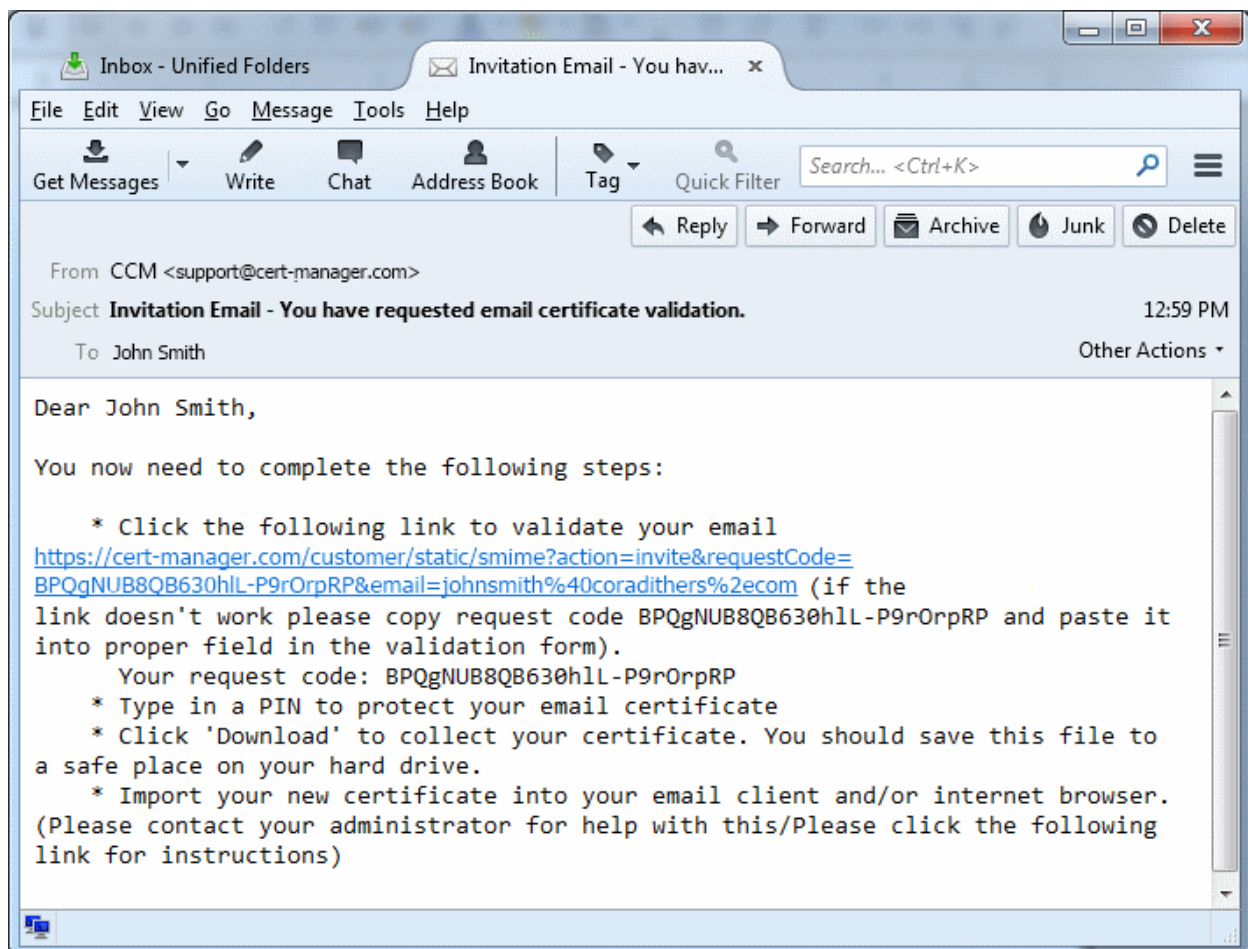 Inbox - Unified Folders
Invitation Email - You hav...
File Edit View Go Message Tools Help
Get Messages Write Chat Address Book Tag Quick Filter Search... <Ctrl+K>
Reply Forward Archive Junk Delete
From CCM <support@cert-manager.com>
Subject Invitation Email - You have requested email certificate validation. 12:59 PM
To John Smith Other Actions
Dear John Smith,
You now need to complete the following steps:
* Click the following link to validate your email
https://cert-manager.com/customer/static/smime?action=invite&requestCode=
BPQgNUB8QB630hlL-P9rOrpRP&email=johnsmith%40coradithers%2ecom (if the
link doesn't work please copy request code BPQgNUB8QB630hlL-P9rOrpRP and paste it
into proper field in the validation form).
Your request code: BPQgNUB8QB630hlL-P9rOrpRP
* Type in a PIN to protect your email certificate
* Click 'Download' to collect your certificate. You should save this file to
a safe place on your hard drive.
* Import your new certificate into your email client and/or internet browser.
(Please contact your administrator for help with this/Please click the following
link for instructions)